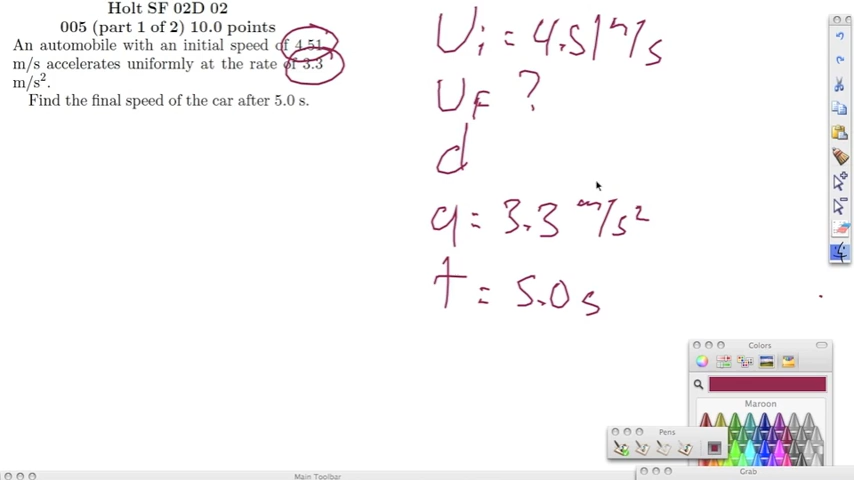 Holt SF 02D 02
005 (part 1 of 2) 10.0 points
An automobile with an initial speed of 4.51
m/s accelerates uniformly at the rate of 3.3
m/s².
Find the final speed of the car after 5.0 s.
Vi = 4.51 m/s
VF ?
d
a = 3.3 m/s²
t = 5.0 s
Colors
Maroon
Pens
Grab
Main Toolbar